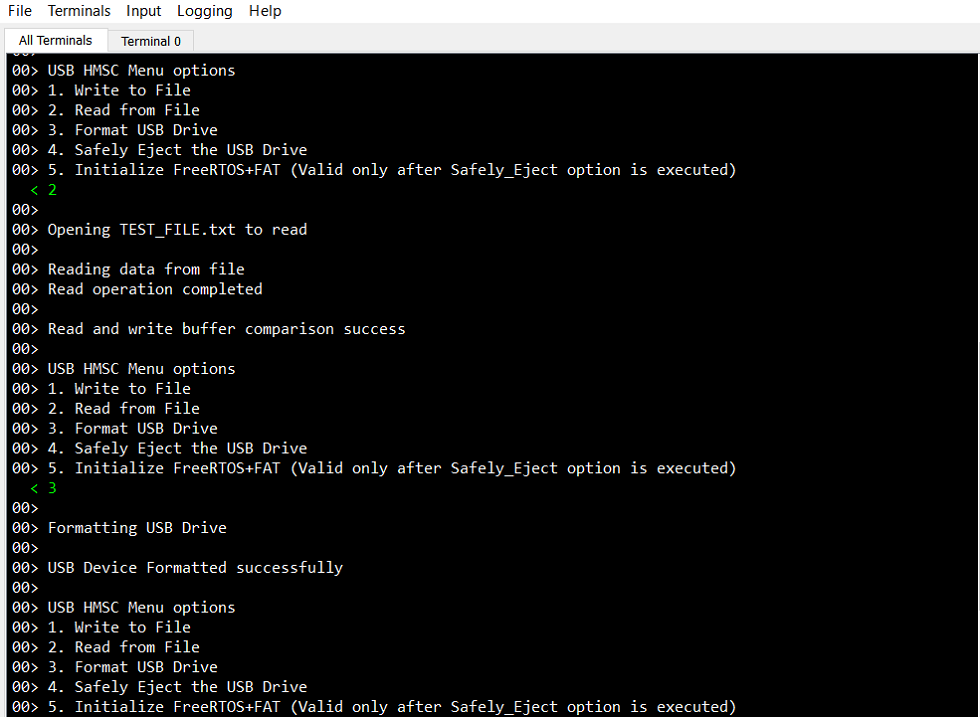 File Terminals Input Logging Help
All Terminals Terminal 0
00> USB HMSC Menu options
00> 1. Write to File
00> 2. Read from File
00> 3. Format USB Drive
00> 4. Safely Eject the USB Drive
00> 5. Initialize FreeRTOS+FAT (Valid only after Safely_Eject option is executed)
< 2
00>
00> Opening TEST_FILE.txt to read
00>
00> Reading data from file
00> Read operation completed
00>
00> Read and write buffer comparison success
00>
00> USB HMSC Menu options
00> 1. Write to File
00> 2. Read from File
00> 3. Format USB Drive
00> 4. Safely Eject the USB Drive
00> 5. Initialize FreeRTOS+FAT (Valid only after Safely_Eject option is executed)
< 3
00>
00> Formatting USB Drive
00>
00> USB Device Formatted successfully
00>
00> USB HMSC Menu options
00> 1. Write to File
00> 2. Read from File
00> 3. Format USB Drive
00> 4. Safely Eject the USB Drive
00> 5. Initialize FreeRTOS+FAT (Valid only after Safely_Eject option is executed)